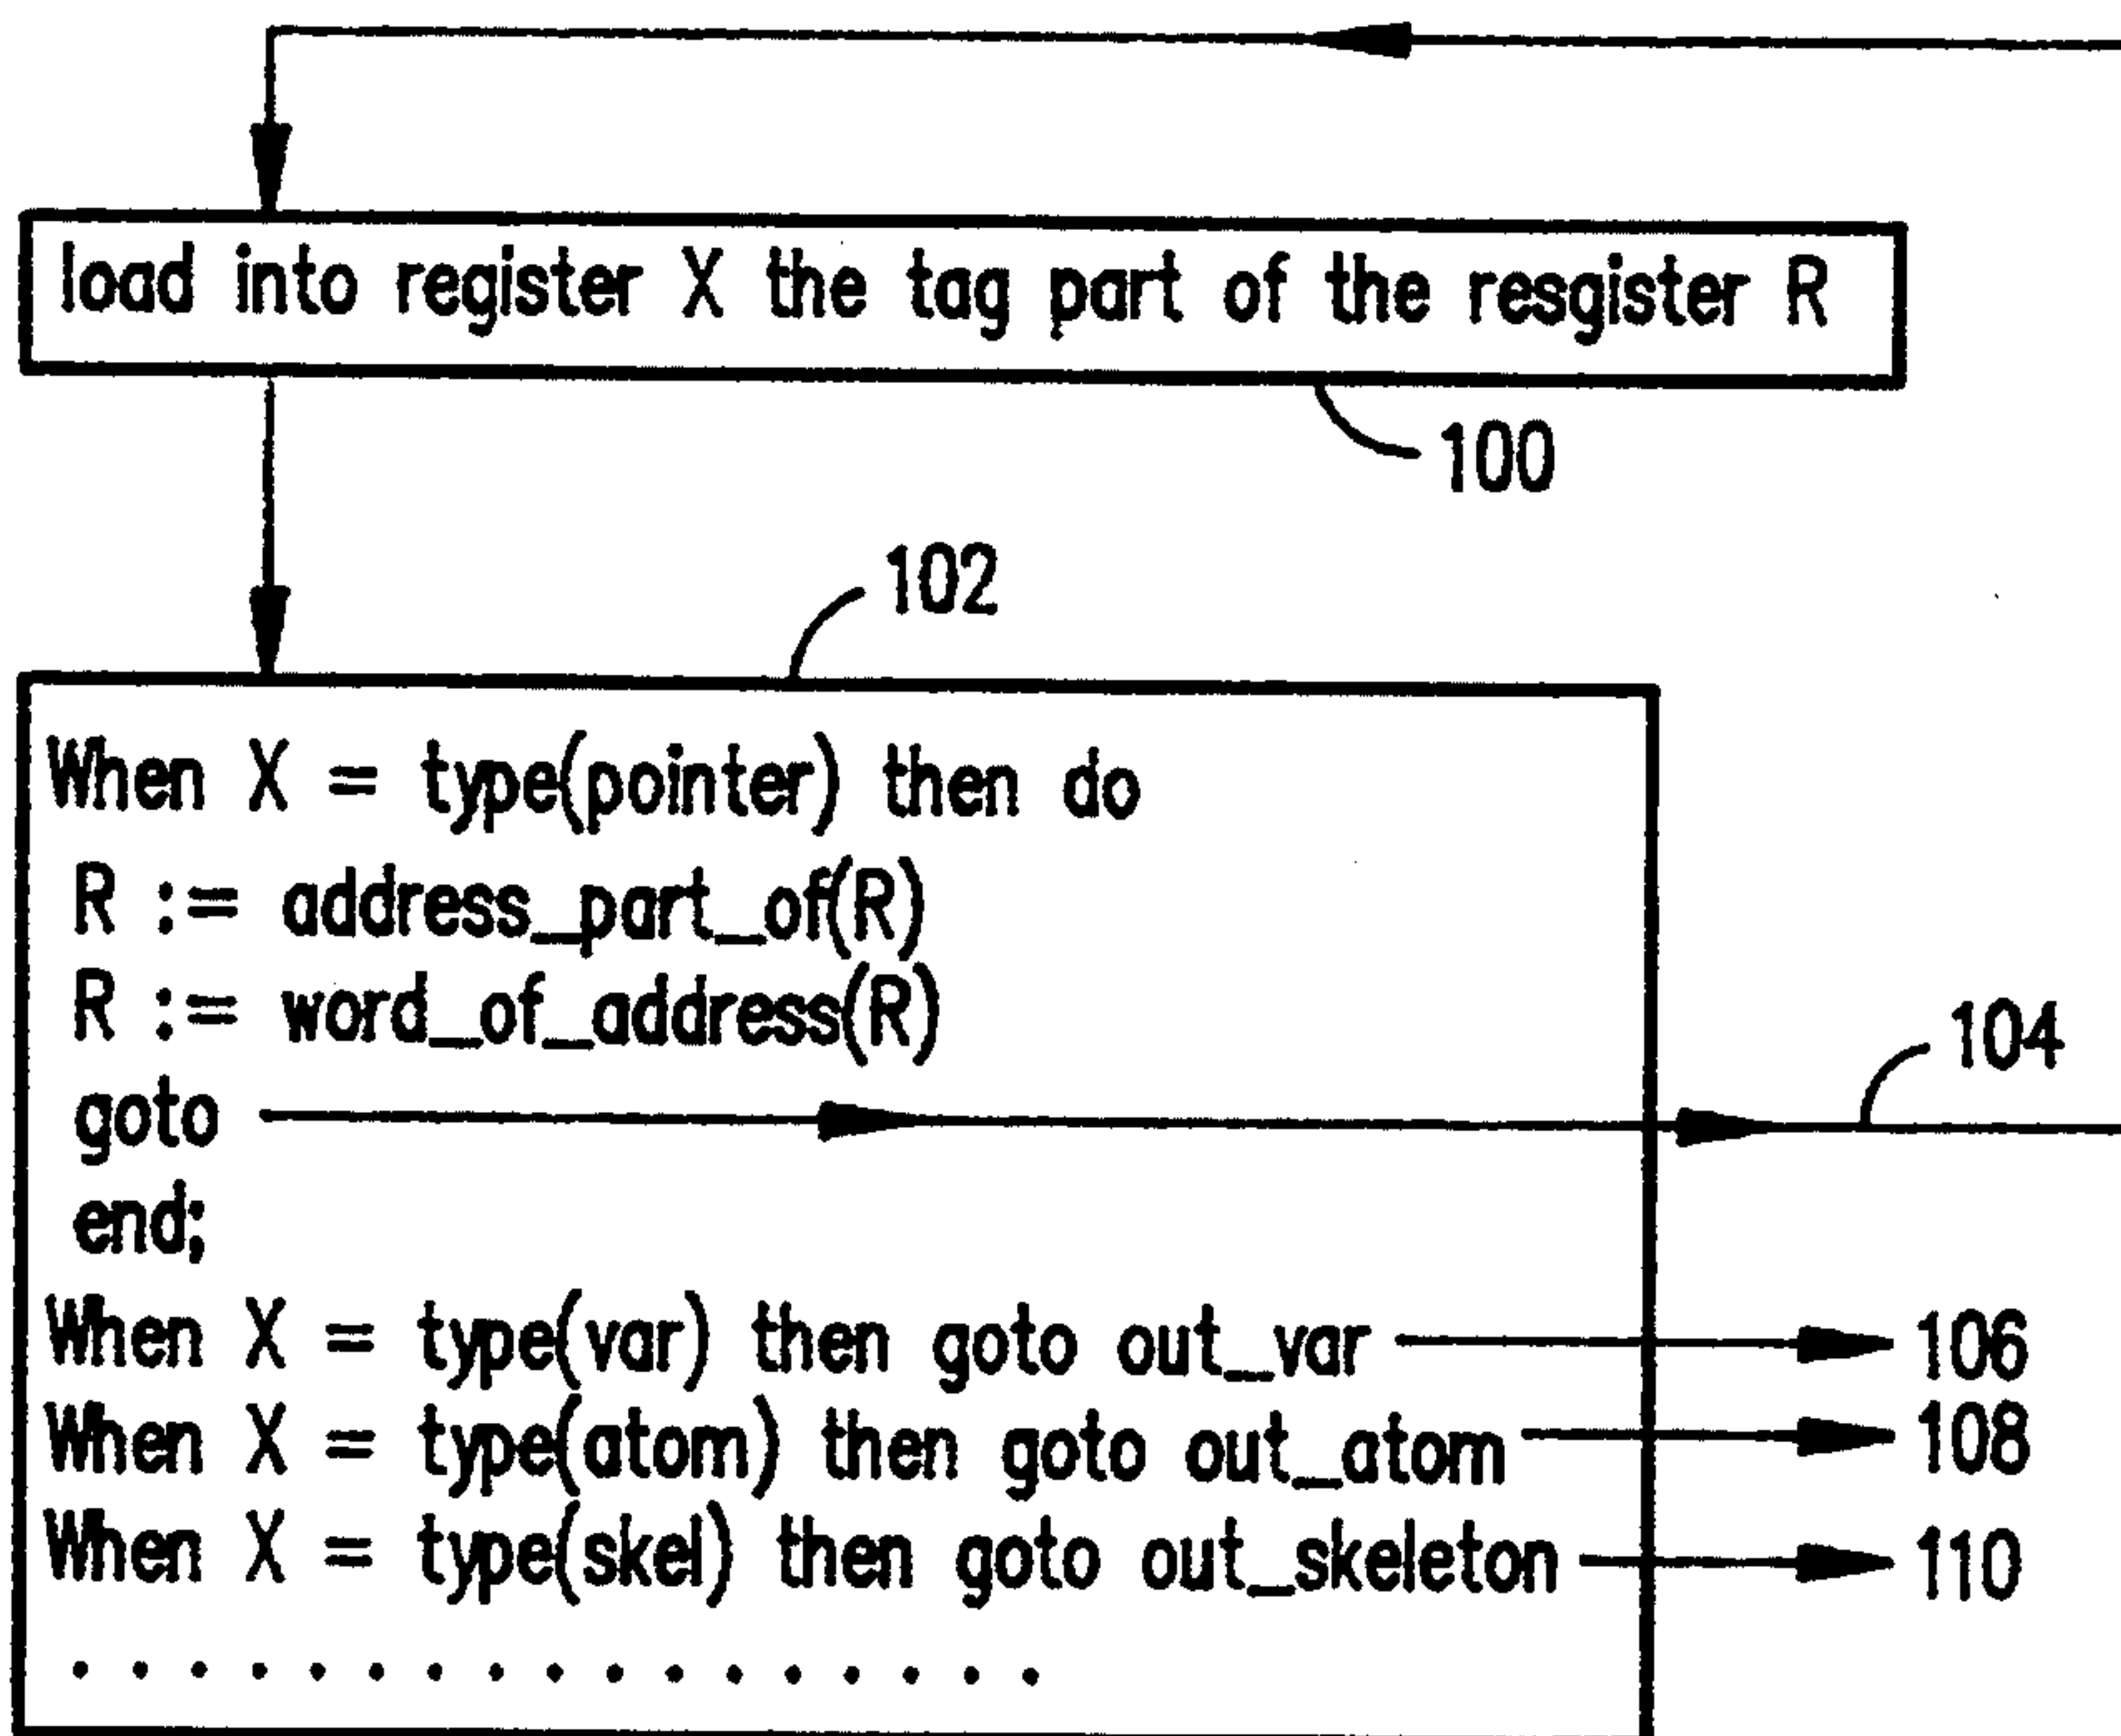 load into register X the tag part of the resgister R
100
102
When X = type(pointer) then do
R := address_part_of(R)
R := word_of_address(R)
104
goto
end;
When X = type(var) then goto out_var
106
When X = type(atom) then goto out_atom
108
When X = type(skel) then goto out_skeleton
110
. . . . . . . . . . . . . . . . .